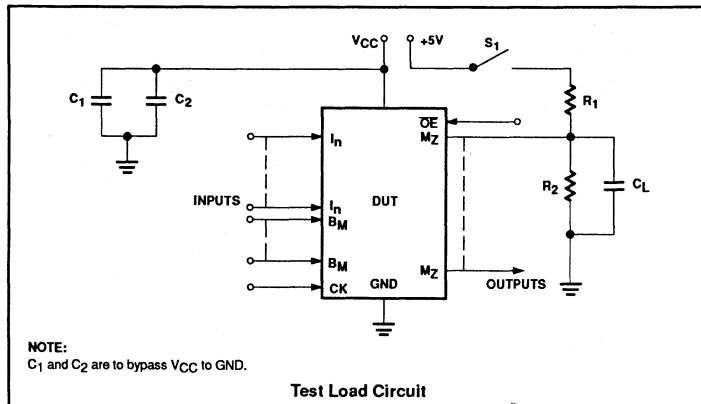 VCC
+5V
S1
C1
C2
R1
OE
In
MZ
R2
CL
INPUTS
DUT
In
BM
BM
MZ
CK
GND
OUTPUTS
NOTE:
C1 and C2 are to bypass VCC to GND.
Test Load Circuit